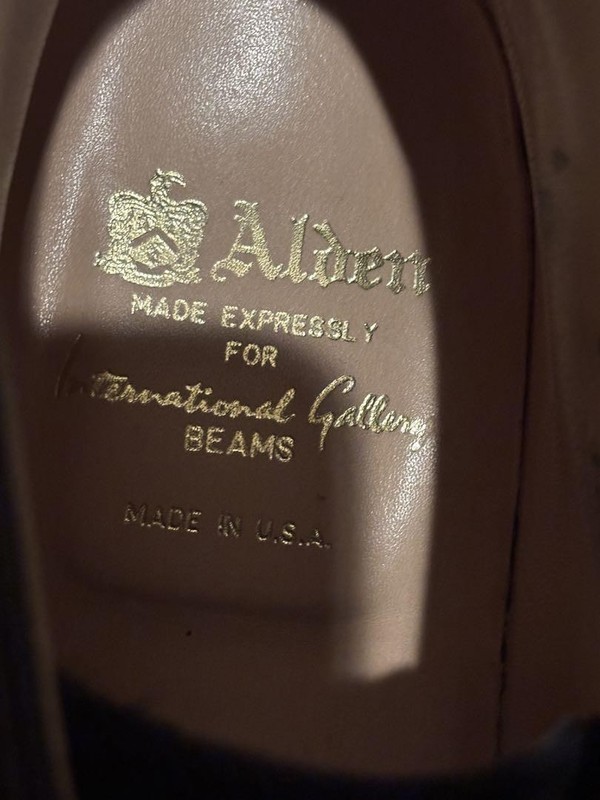 Alden
MADE EXPRESSLY
FOR
International Gallery
BEAMS
MADE IN U.S.A.